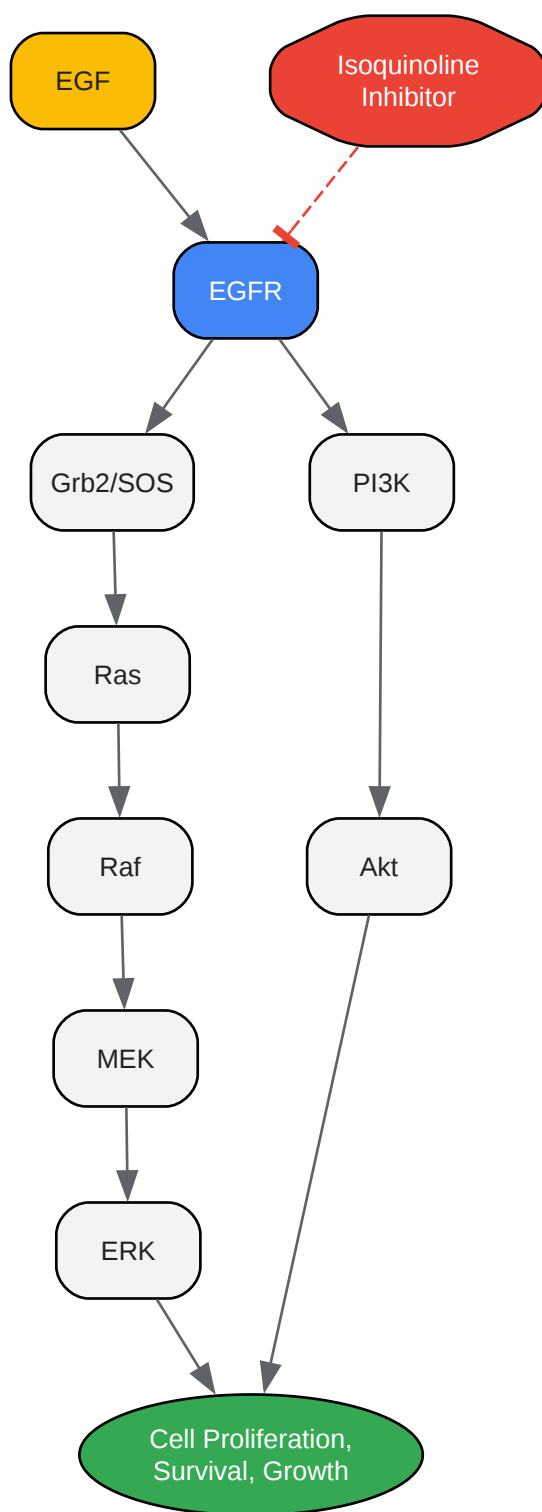 EGF
Isoquinoline
Inhibitor
EGFR
Grb2/SOS
PI3K
Ras
Raf
Akt
MEK
ERK
Cell Proliferation,
Survival, Growth